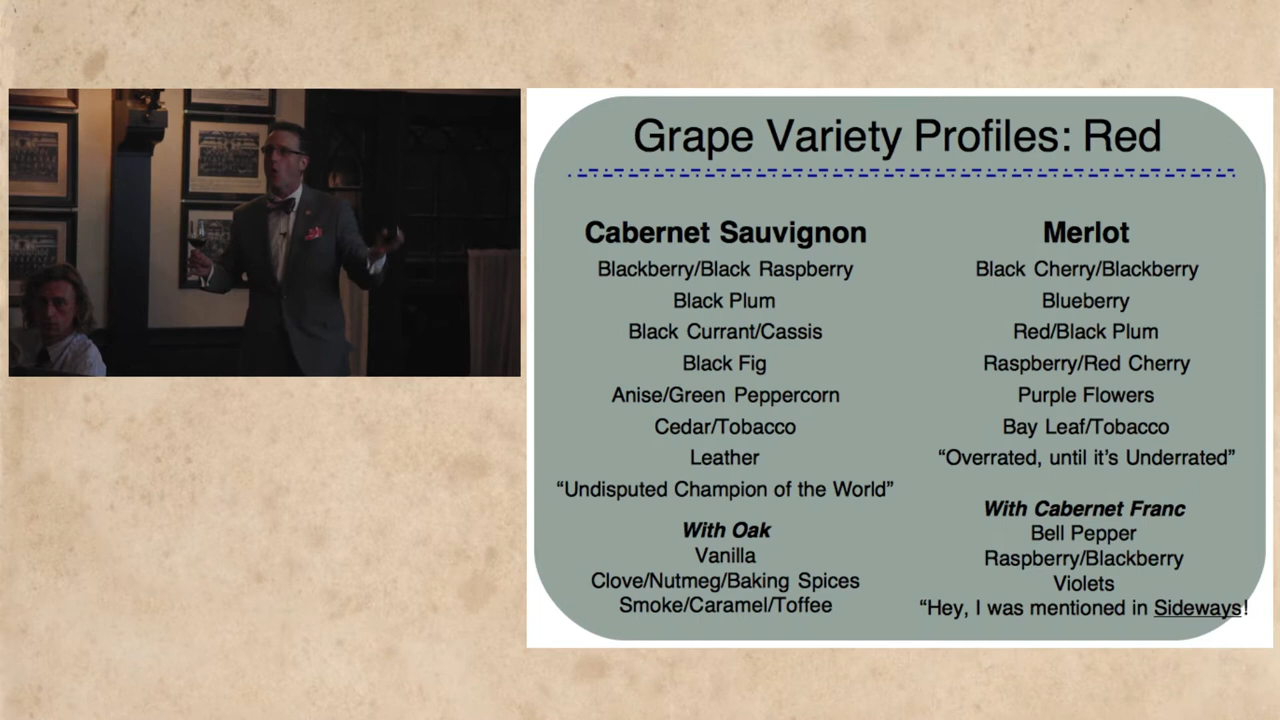 Grape Variety Profiles: Red
Cabernet Sauvignon
Blackberry/Black Raspberry
Black Plum
Black Currant/Cassis
Black Fig
Anise/Green Peppercorn
Cedar/Tobacco
Leather
“Undisputed Champion of the World”
With Oak
Vanilla
Clove/Nutmeg/Baking Spices
Smoke/Caramel/Toffee
Merlot
Black Cherry/Blackberry
Blueberry
Red/Black Plum
Raspberry/Red Cherry
Purple Flowers
Bay Leaf/Tobacco
“Overrated, until it’s Underrated”
With Cabernet Franc
Bell Pepper
Raspberry/Blackberry
Violets
“Hey, I was mentioned in Sideways!